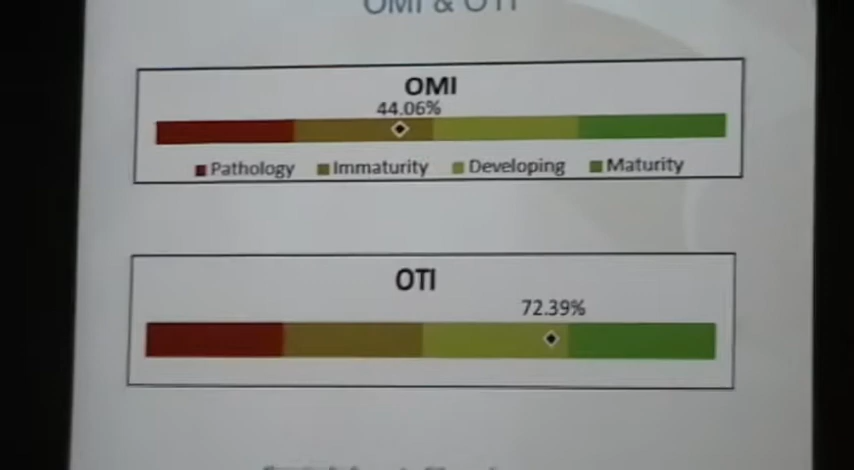 OMI & OTI
OMI
44.06%
Pathology Immaturity Developing Maturity
OTI
72.39%